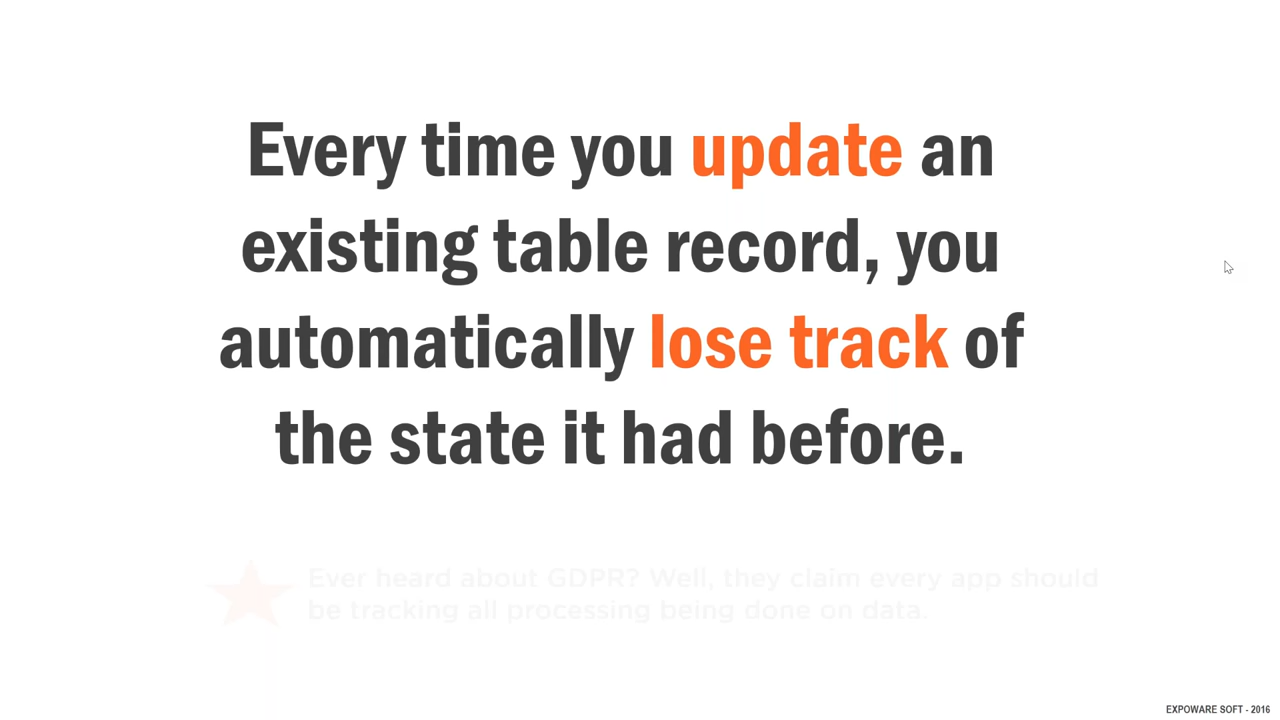 Every time you update an
existing table record, you
automatically lose track of
the state it had before.
Ever heard about GDPR? Well, they claim every app should
be tracking all processing being done on data.
EXPOWARE SOFT - 2016